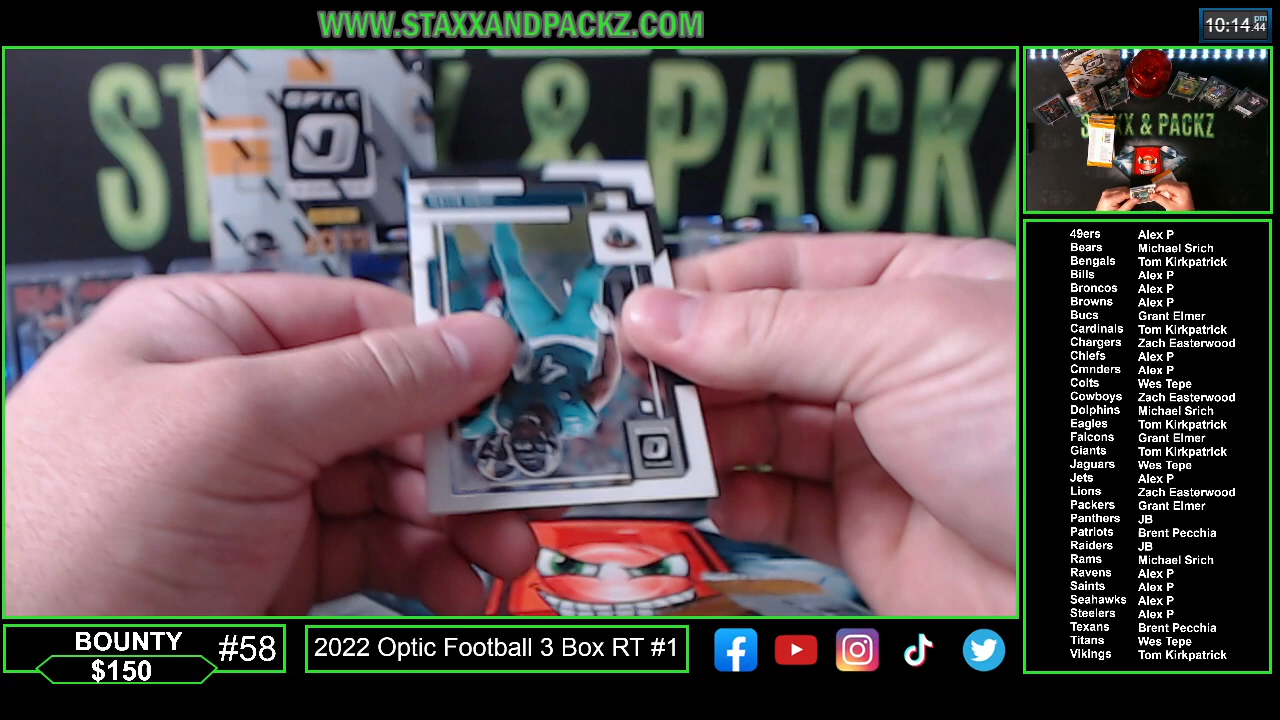 WWW.STAXXANDPACKZ.COM
10:14 pm .44
STAXX & PACKZ
OPTIC
& PACKZ
49ers Alex P
Bears Michael Srich
Bengals Tom Kirkpatrick
Bills Alex P
Broncos Alex P
Browns Alex P
Bucs Grant Elmer
Cardinals Tom Kirkpatrick
Chargers Zach Easterwood
Chiefs Alex P
Cmnders Alex P
Colts Wes Tepe
Cowboys Zach Easterwood
Dolphins Michael Srich
Eagles Tom Kirkpatrick
Falcons Grant Elmer
Giants Tom Kirkpatrick
Jaguars Wes Tepe
Jets Alex P
Lions Zach Easterwood
Packers Grant Elmer
Panthers JB
Patriots Brent Pecchia
Raiders JB
Rams Michael Srich
Ravens Alex P
Saints Alex P
Seahawks Alex P
Steelers Alex P
Texans Brent Pecchia
Titans Wes Tepe
Vikings Tom Kirkpatrick
BOUNTY
$150
#58
2022 Optic Football 3 Box RT #1